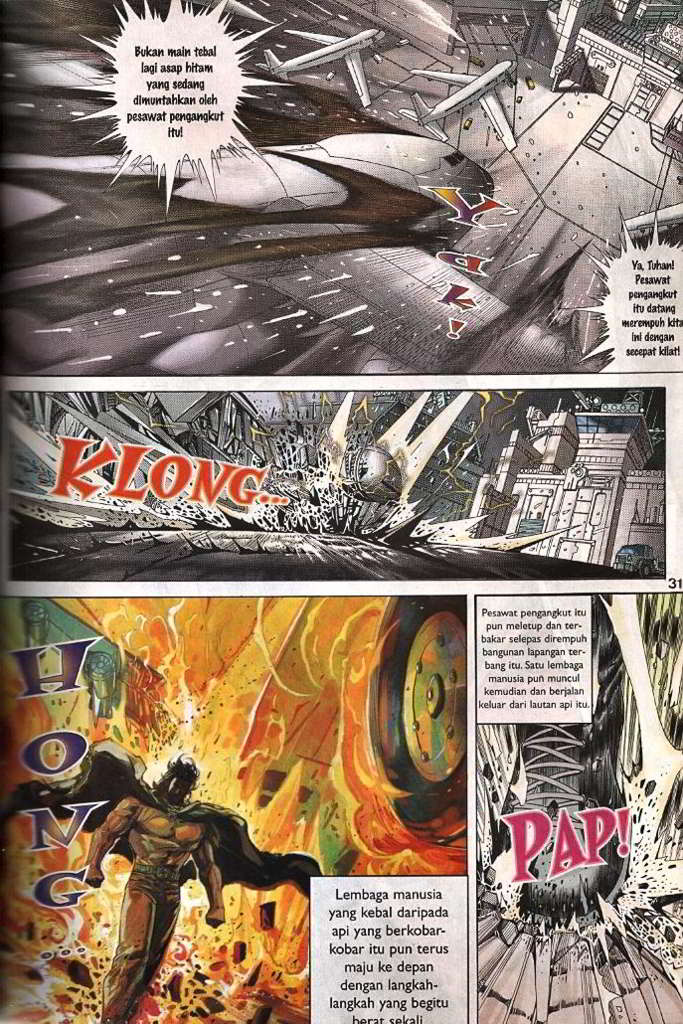 Bukan main tebal
lagi asap hitam
yang sedang
dimuntahkan oleh
pesawat pengangkut
itu!
YAK!
Ya, Tuhan!
Pesawat
pengangkut
itu datang
merempuh kita
ini dengan
secepat kilat!
KLONG...
31
HONG...
Pesawat pengangkut itu
pun meletup dan ter-
bakar selepas dirempuh
bangunan lapangan ter-
bang itu. Satu lembaga
manusia pun muncul
kemudian dan berjalan
keluar dari lautan api itu.
PAP!
Lembaga manusia
yang kebal daripada
api yang berkobar-
kobar itu pun terus
maju ke depan
dengan langkah-
langkah yang begitu
berat sekali